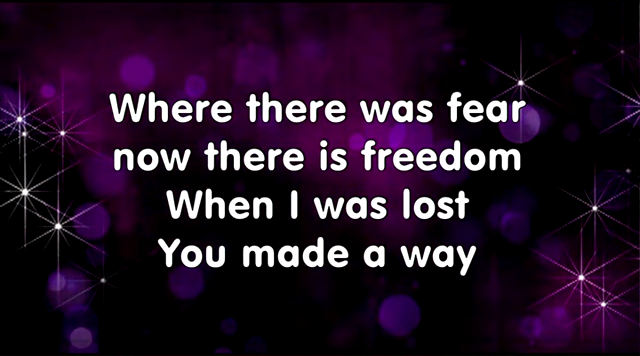 Where there was fear
now there is freedom
When I was lost
You made a way